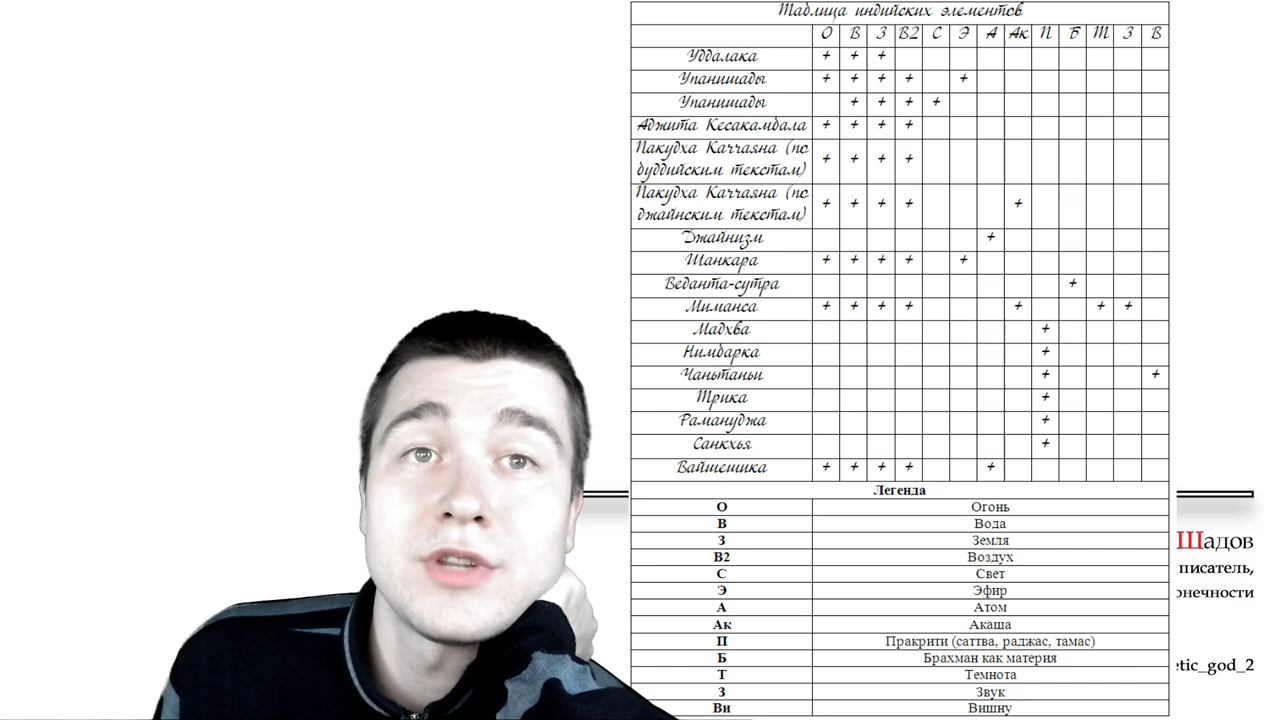 Таблица индийских элементов
О В З В2 С Э А Ак П Б Т З В
Уддалака + + +
Упанишады + + + + +
Упанишады + + + +
Аджита Кесакамбала + + + +
Пакудха Каччаяна (по
буддийским текстам) + + + +
Пакудха Каччаяна (по
джайнским текстам) + + + + +
Джайнизм +
Шанкара + + + + +
Веданта-сутра +
Миманса + + + + + + +
Мадхва +
Нимбарка +
Чаньтаньи + +
Трика +
Рамануджа +
Санкхья +
Вайшешика + + + + +
Легенда
О Огонь
В Вода
З Земля
В2 Воздух
С Свет
Э Эфир
А Атом
Ак Акаша
П Пракрити (саттва, раджас, тамас)
Б Брахман как материя
Т Темнота
З Звук
Ви Вишну
Шадов
писатель,
онечности
etic_god_2